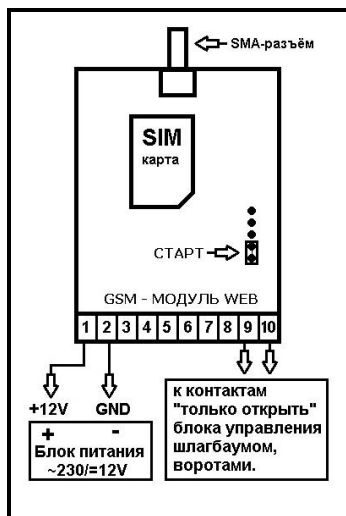 SMA-разъём
SIM
карта
СТАРТ
GSM - МОДУЛЬ WEB
1 2 3 4 5 6 7 8 9 10
+12V GND
+ -
Блок питания
~230/=12V
к контактам
"только открыть"
блока управления
шлагбаумом,
воротами.